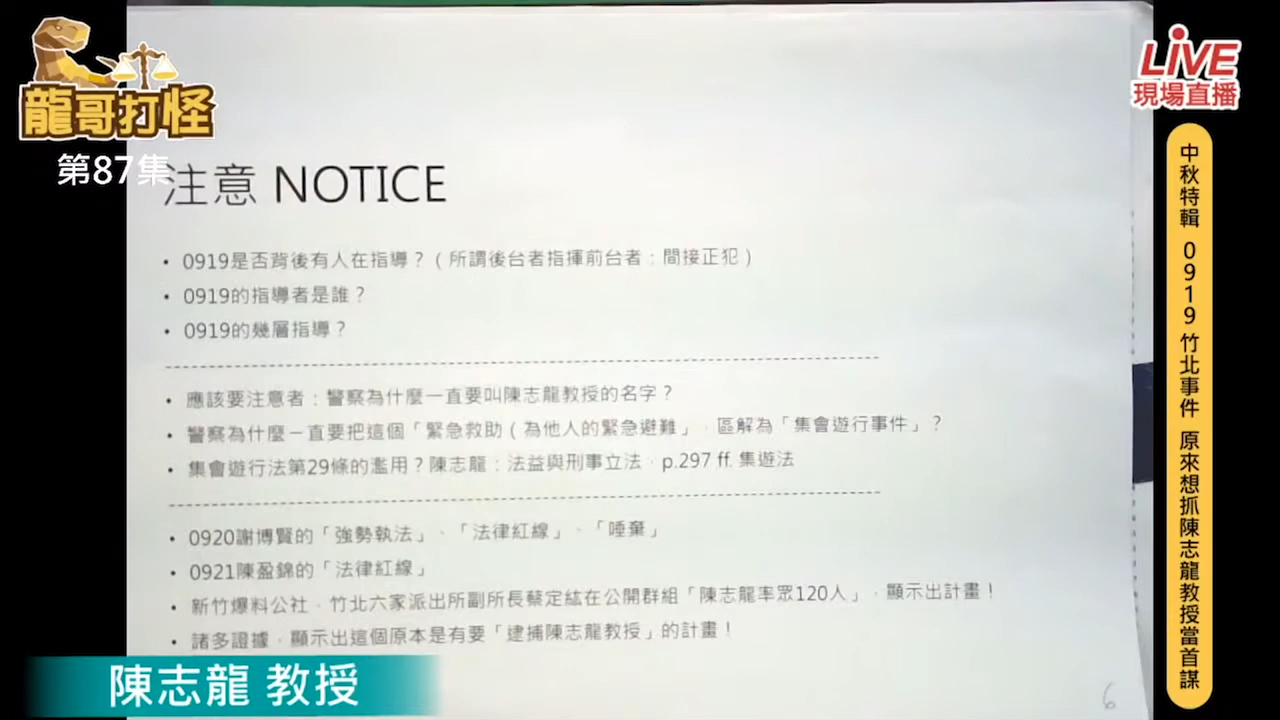 龍哥打怪
第87集
LIVE
現場直播
注意 NOTICE
• 0919是否背後有人在指導？（所謂後台者指揮前台者：間接正犯）
• 0919的指導者是誰？
• 0919的幾層指導？
• 應該要注意者：警察為什麼一直要叫陳志龍教授的名字？
• 警察為什麼一直要把這個「緊急救助（為他人的緊急避難」，區解為「集會遊行事件」？
• 集會遊行法第29條的濫用？陳志龍：法益與刑事立法，p.297 ff. 集遊法
• 0920謝博賢的「強勢執法」、「法律紅線」、「唾棄」
• 0921陳盈錦的「法律紅線」
• 新竹爆料公社，竹北六家派出所副所長蔡定紘在公開群組「陳志龍率眾120人」，顯示出計畫！
• 諸多證據，顯示出這個原本是有要「逮捕陳志龍教授」的計畫！
6
陳志龍 教授
中秋特輯 0919 竹北事件 原來想抓陳志龍教授當首謀